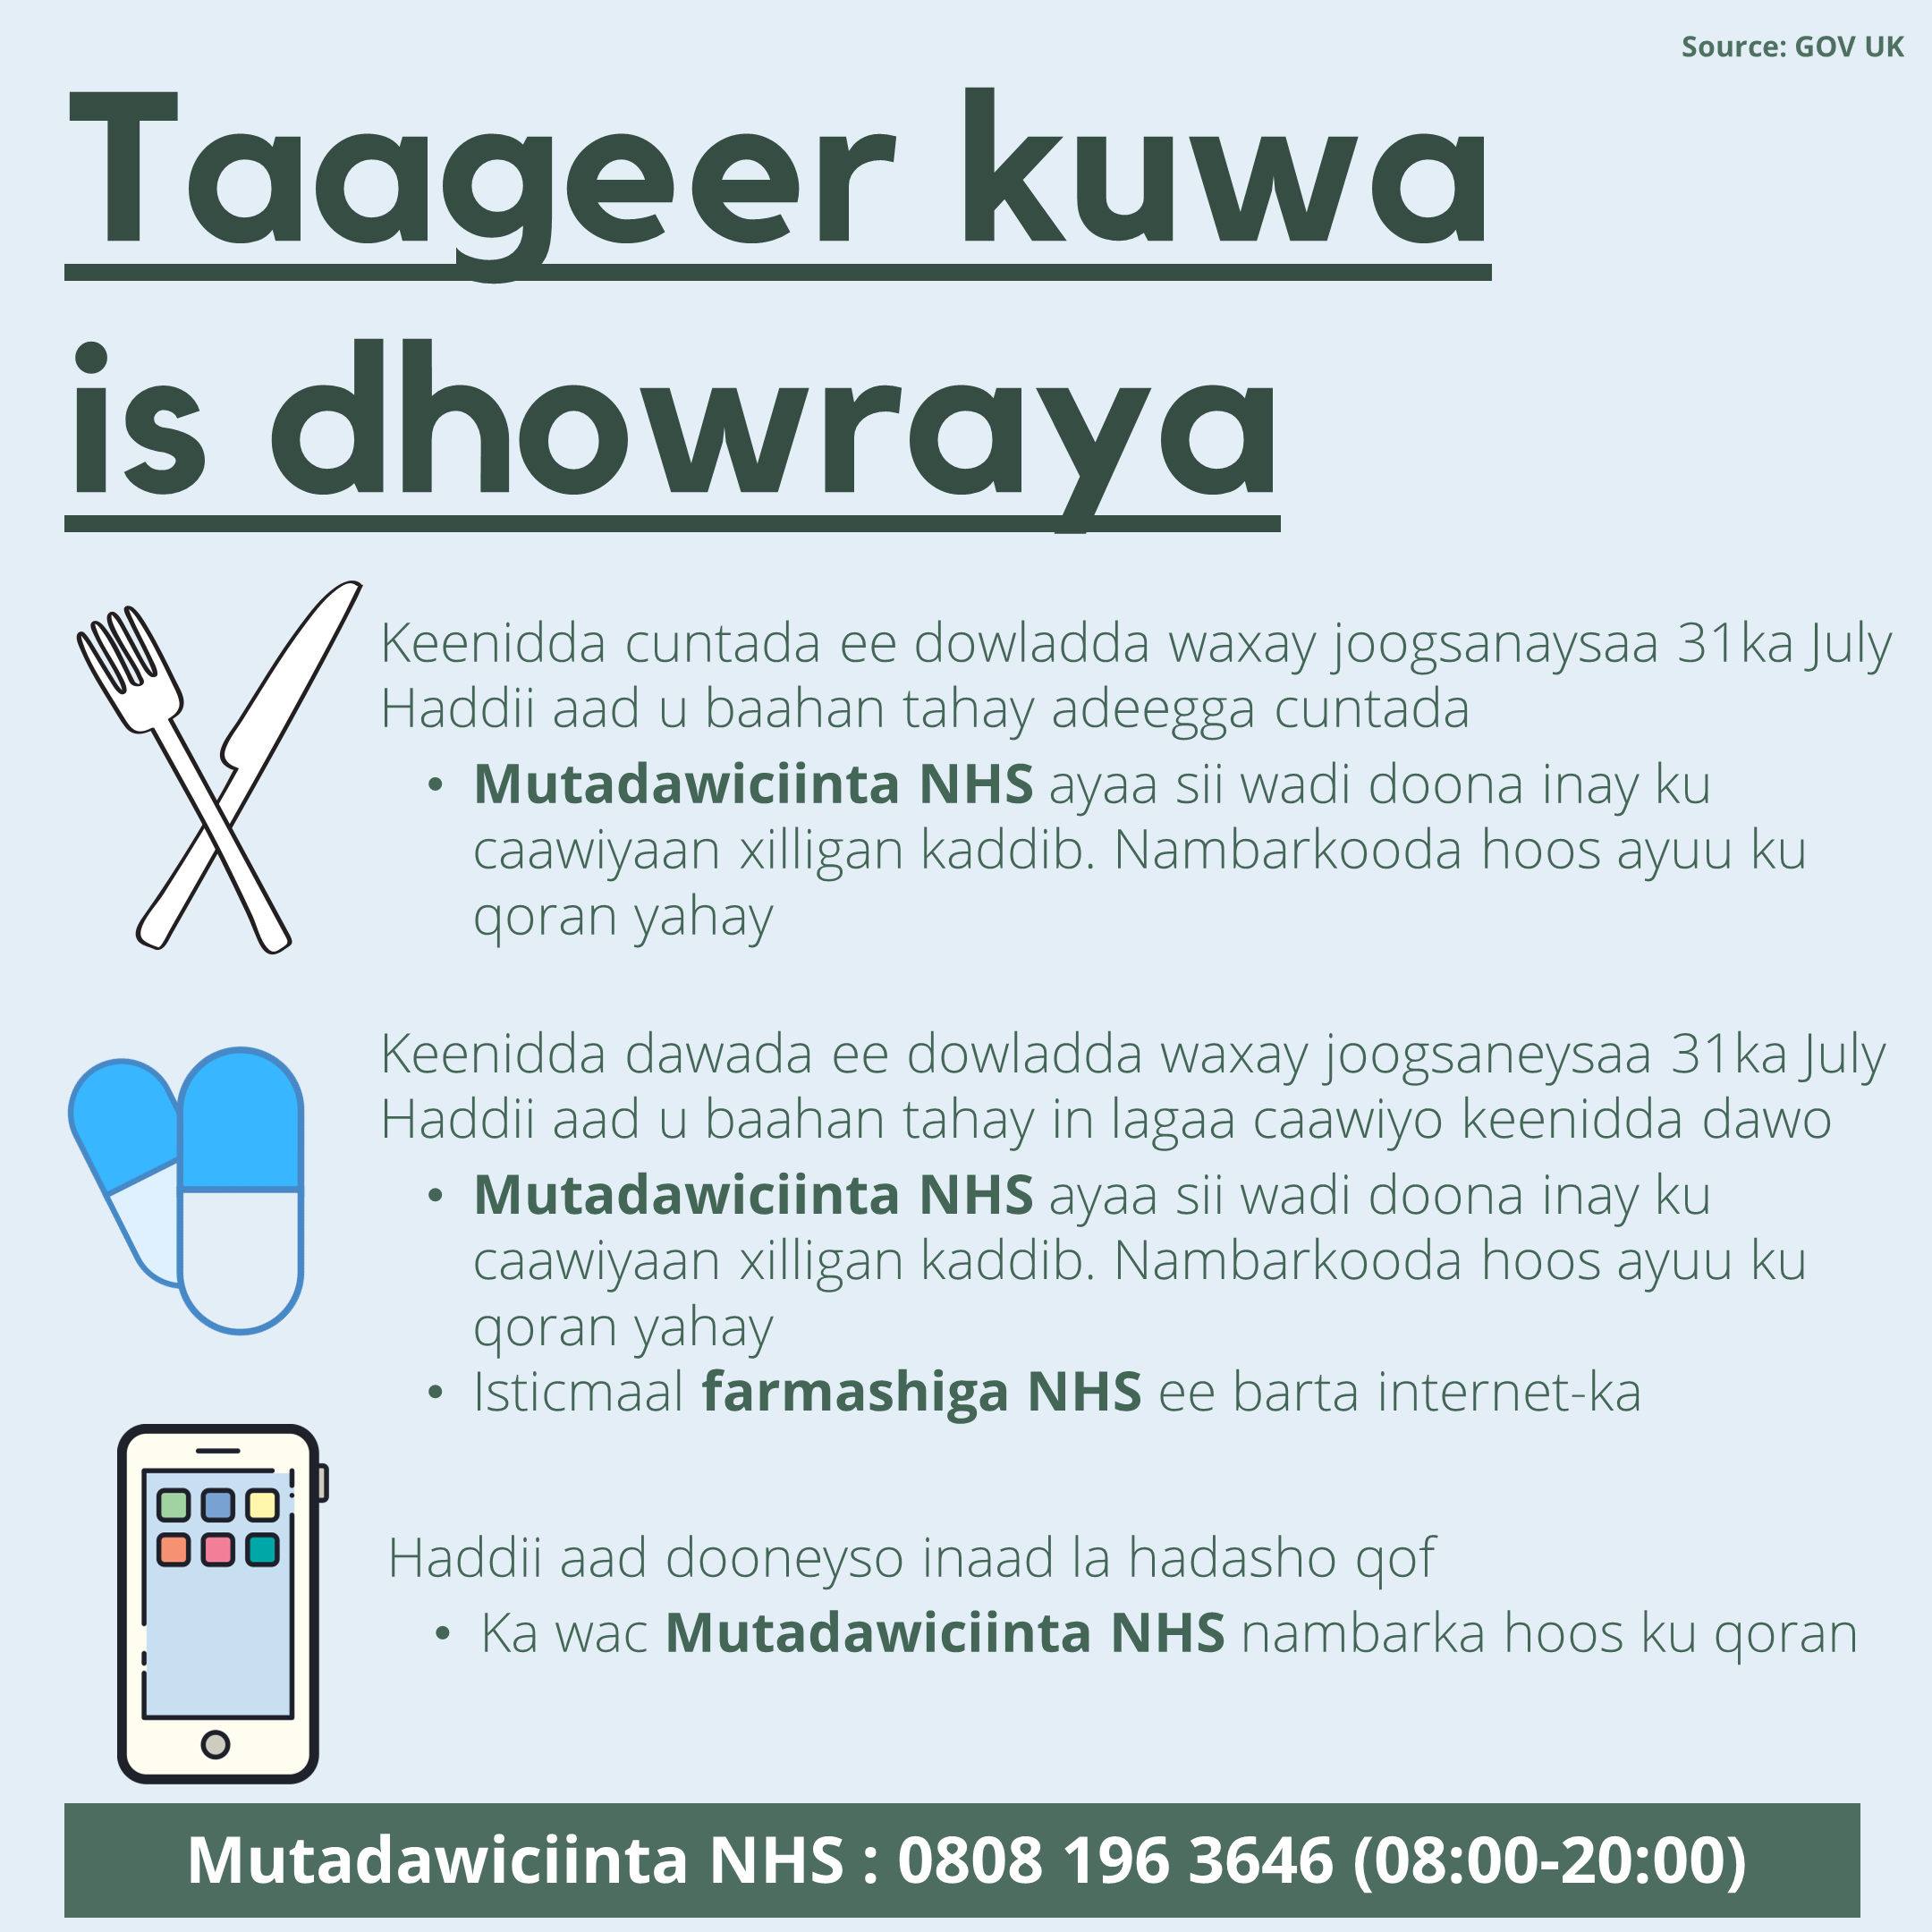 Source: GOV UK
Taageer kuwa
is dhowraya
Keenidda cuntada ee dowladda waxay joogsanaysaa 31ka July
Haddii aad u baahan tahay adeegga cuntada
• Mutadawiciinta NHS ayaa sii wadi doona inay ku
caawiyaan xilligan kaddib. Nambarkooda hoos ayuu ku
qoran yahay
Keenidda dawada ee dowladda waxay joogsaneysaa 31ka July
Haddii aad u baahan tahay in lagaa caawiyo keenidda dawo
• Mutadawiciinta NHS ayaa sii wadi doona inay ku
caawiyaan xilligan kaddib. Nambarkooda hoos ayuu ku
qoran yahay
• Isticmaal farmashiga NHS ee barta internet-ka
Haddii aad dooneyso inaad la hadasho qof
• Ka wac Mutadawiciinta NHS nambarka hoos ku qoran
Mutadawiciinta NHS : 0808 196 3646 (08:00-20:00)